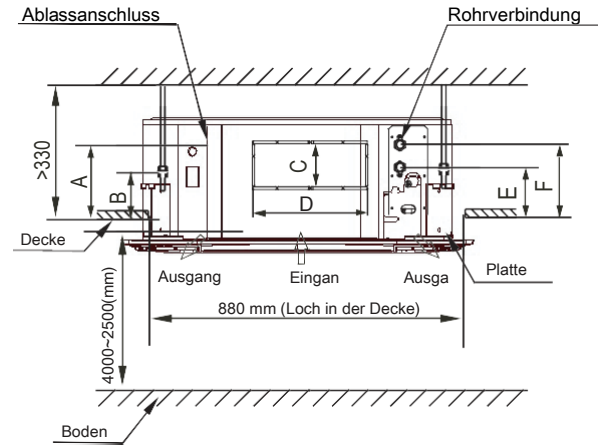 Ablassanschluss
Rohrverbindung
>330
A
B
C
D
E
F
Decke
Ausgang
Eingan
Ausga
Platte
880 mm (Loch in der Decke)
4000~2500(mm)
Boden